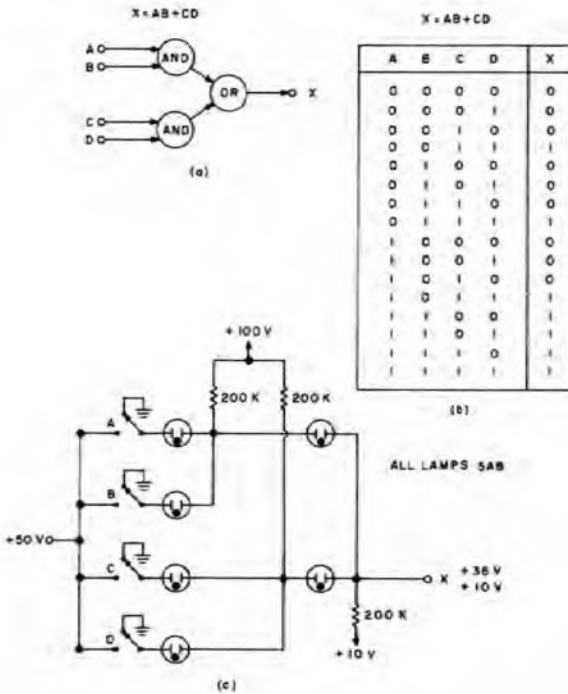 X = AB + CD
A
B
AND
OR
X
C
D
AND
(a)
X = AB + CD
A B C D X
0 0 0 0 0
0 0 0 1 0
0 0 1 0 0
0 0 1 1 1
0 1 0 0 0
0 1 0 1 0
0 1 1 0 0
0 1 1 1 1
1 0 0 0 0
1 0 0 1 0
1 0 1 0 0
1 0 1 1 1
1 1 0 0 1
1 1 0 1 1
1 1 1 0 1
1 1 1 1 1
(b)
+100 V
200 K
200 K
A
B
+50 V
C
D
ALL LAMPS 5AB
X
+36 V
+10 V
200 K
+10 V
(c)